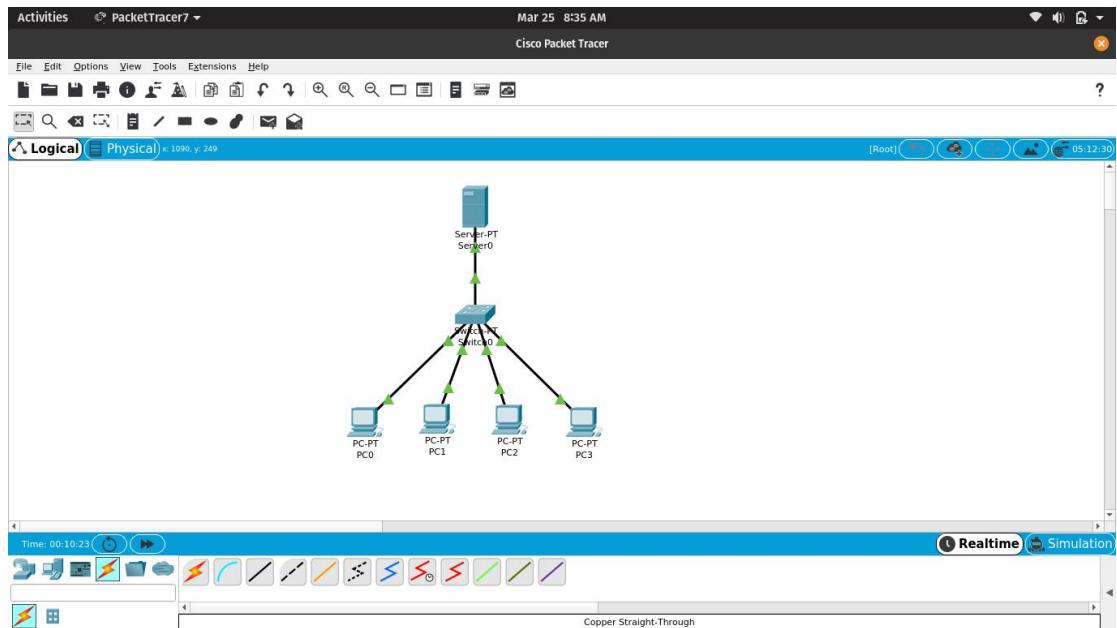 Activities PacketTracer7 Mar 25 8:35 AM
Cisco Packet Tracer
File Edit Options View Tools Extensions Help
?
Logical Physical x: 1090, y: 249 [Root] 05:12:30
Server-PT
Server0
Switch-PT
Switch0
PC-PT
PC0
PC-PT
PC1
PC-PT
PC2
PC-PT
PC3
Time: 00:10:23 Realtime Simulation
Copper Straight-Through